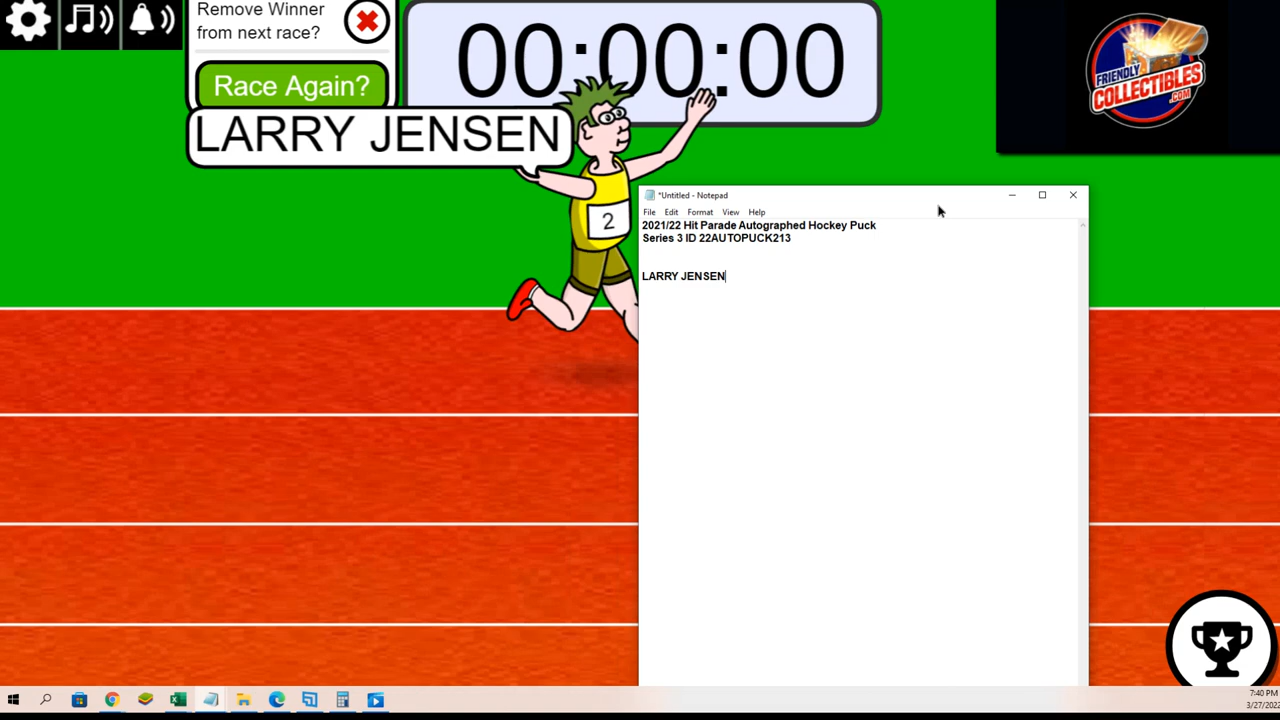 Remove Winner
from next race?
Race Again?
LARRY JENSEN
00:00:00
FRIENDLY
COLLECTIBLES
.COM
2
*Untitled - Notepad
File Edit Format View Help
2021/22 Hit Parade Autographed Hockey Puck
Series 3 ID 22AUTOPUCK213
LARRY JENSEN
7:40 PM
3/27/2022